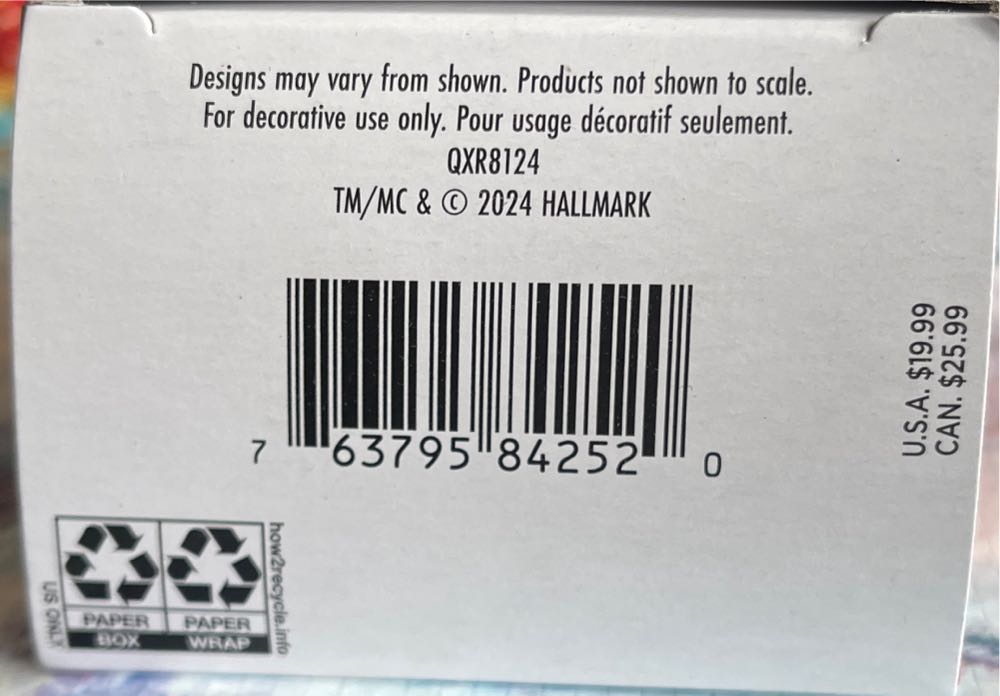 Designs may vary from shown. Products not shown to scale.
For decorative use only. Pour usage décoratif seulement.
QXR8124
TM/MC & © 2024 HALLMARK
7 63795 84252 0
U.S.A. $19.99
CAN. $25.99
US ONLY
PAPER PAPER
BOX WRAP
how2recycle.info